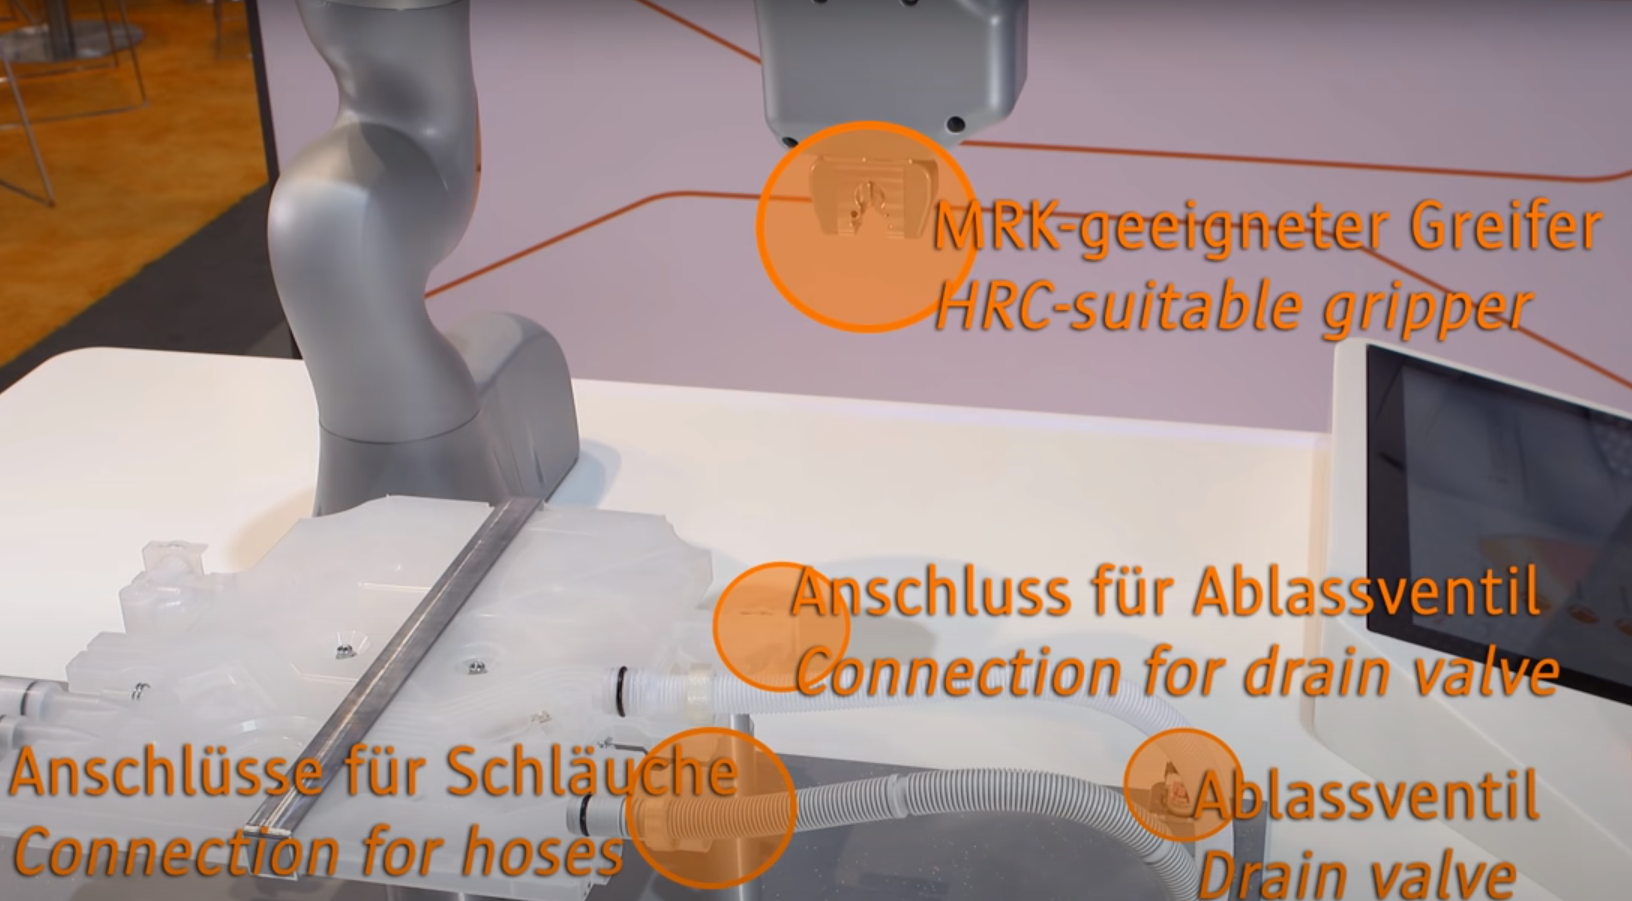 MRK-geeigneter Greifer
HRC-suitable gripper
Anschluss für Ablassventil
Connection for drain valve
Anschlüsse für Schläuche
Connection for hoses
Ablassventil
Drain valve